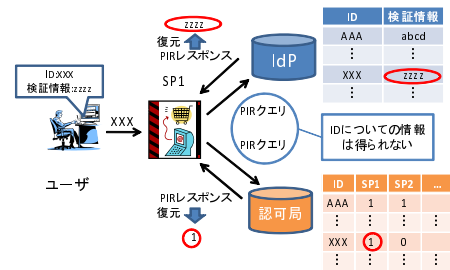 zzzz
復元
PIRレスポンス
SP1
IdP
ID 検証情報
AAA abcd
⋮ ⋮
XXX zzzz
⋮ ⋮
ID:XXX
検証情報:zzzz
XXX
ユーザ
PIRクエリ
PIRクエリ
IDについての情報
は得られない
PIRレスポンス
復元
1
認可局
ID SP1 SP2 …
AAA 1 1
⋮ ⋮ ⋮ ⋮
XXX 1 0
⋮ ⋮ ⋮ ⋮